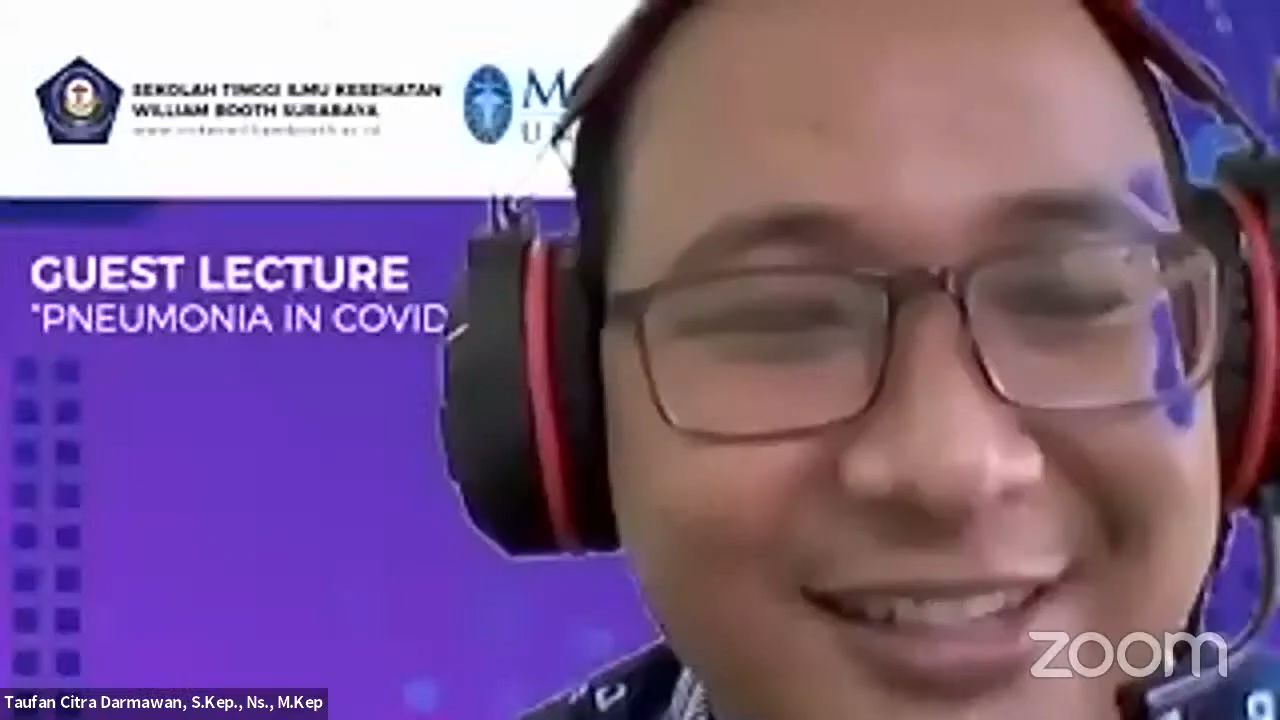 SEKOLAH TINGGI ILMU KESEHATAN
WILLIAM BOOTH SURABAYA
GUEST LECTURE
"PNEUMONIA IN COVID
zoom
Taufan Citra Darmawan, S.Kep., Ns., M.Kep